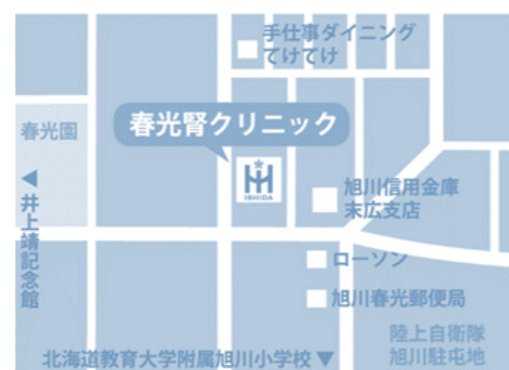 手仕事ダイニング
てけてけ
春光腎クリニック
春光園
ISHIDA
旭川信用金庫
末広支店
◀井上靖記念館
ローソン
旭川春光郵便局
陸上自衛隊
旭川駐屯地
北海道教育大学附属旭川小学校▼